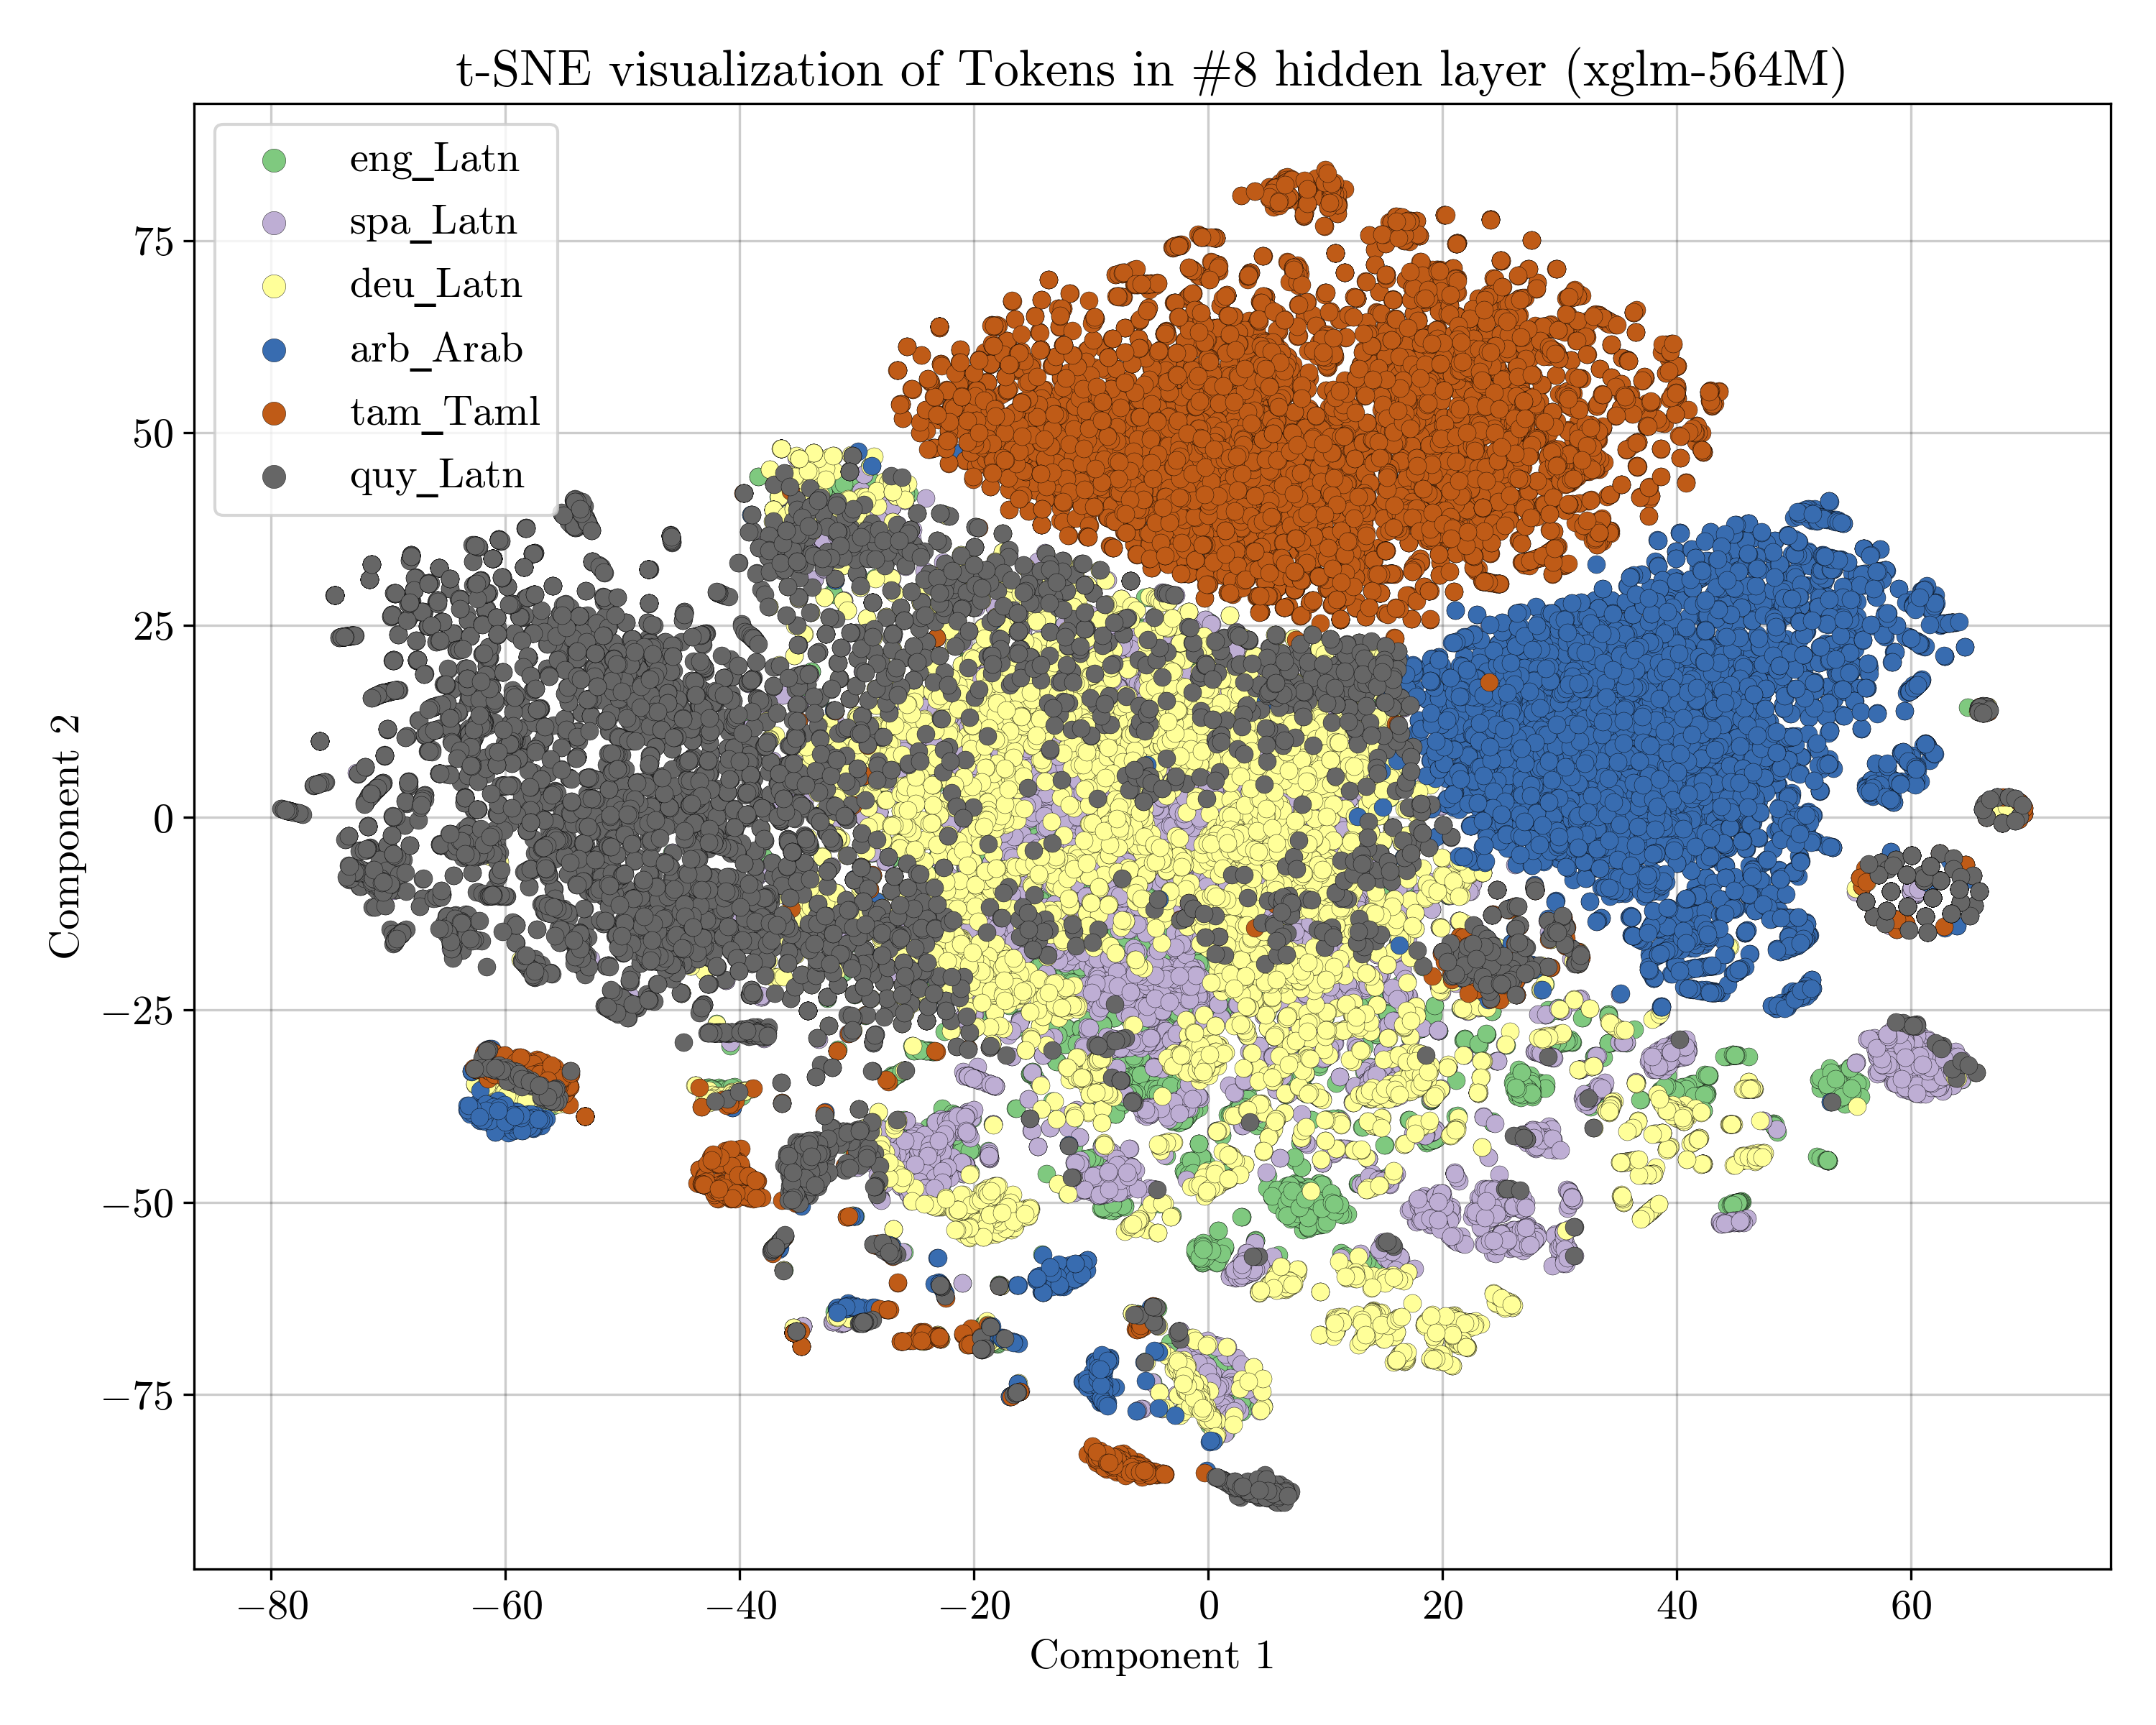 t-SNE visualization of Tokens in #8 hidden layer (xglm-564M)
eng_Latn
spa_Latn
deu_Latn
arb_Arab
tam_Taml
quy_Latn
75
50
25
0
−25
−50
−75
Component 2
−80 −60 −40 −20 0 20 40 60
Component 1